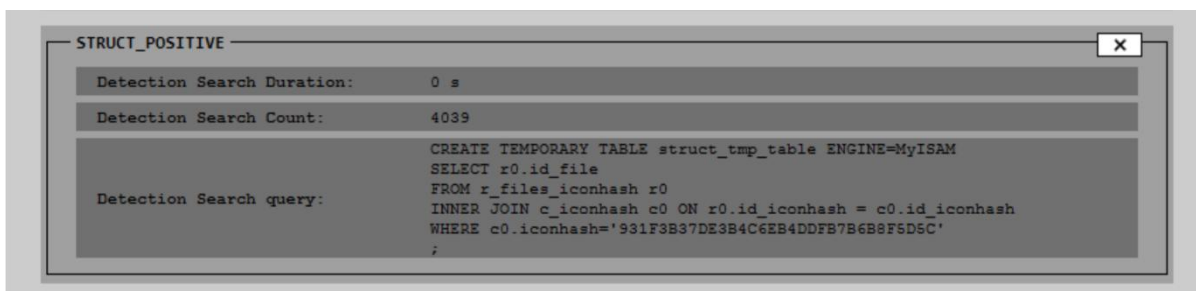 STRUCT_POSITIVE
x
Detection Search Duration: 0 s
Detection Search Count: 4039
Detection Search query:
CREATE TEMPORARY TABLE struct_tmp_table ENGINE=MyISAM
SELECT r0.id_file
FROM r_files_iconhash r0
INNER JOIN c_iconhash c0 ON r0.id_iconhash = c0.id_iconhash
WHERE c0.iconhash='931F3B37DE3B4C6EB4DDFB7B6B8F5D5C'
;